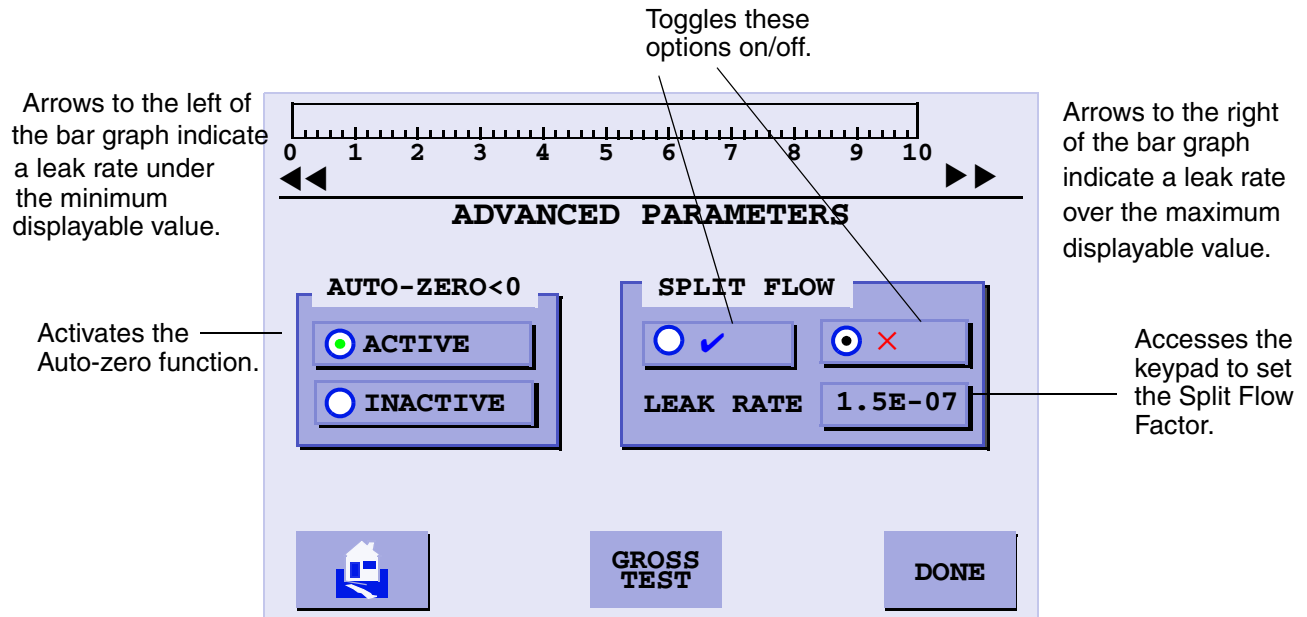 Toggles these
options on/off.
Arrows to the left of
the bar graph indicate
a leak rate under
the minimum
displayable value.
0 1 2 3 4 5 6 7 8 9 10
Arrows to the right
of the bar graph
indicate a leak rate
over the maximum
displayable value.
ADVANCED PARAMETERS
Activates the
Auto-zero function.
AUTO-ZERO<0
ACTIVE
INACTIVE
SPLIT FLOW
LEAK RATE 1.5E-07
Accesses the
keypad to set
the Split Flow
Factor.
GROSS
TEST
DONE